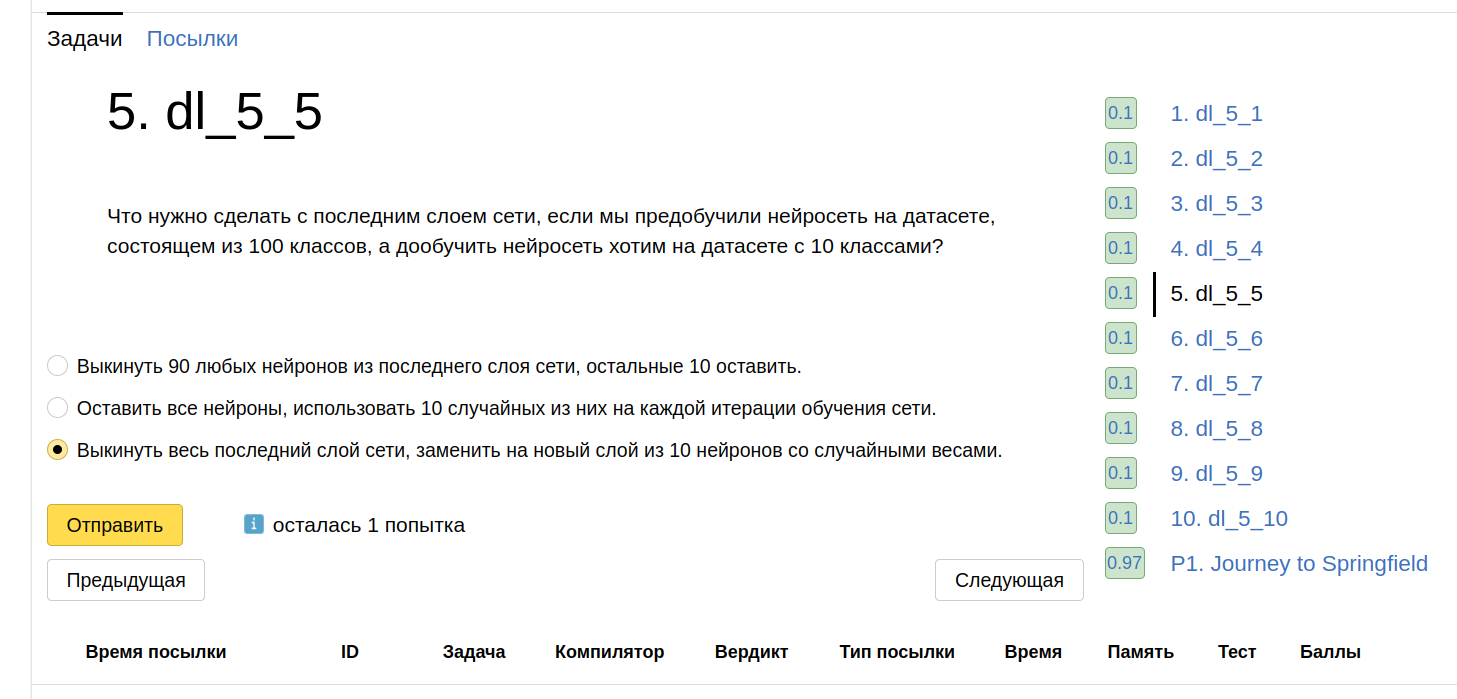 Задачи Посылки
5. dl_5_5
Что нужно сделать с последним слоем сети, если мы предобучили нейросеть на датасете,
состоящем из 100 классов, а дообучить нейросеть хотим на датасете с 10 классами?
Выкинуть 90 любых нейронов из последнего слоя сети, остальные 10 оставить.
Оставить все нейроны, использовать 10 случайных из них на каждой итерации обучения сети.
Выкинуть весь последний слой сети, заменить на новый слой из 10 нейронов со случайными весами.
Отправить
i осталась 1 попытка
Предыдущая
Следующая
0.1 1. dl_5_1
0.1 2. dl_5_2
0.1 3. dl_5_3
0.1 4. dl_5_4
0.1 5. dl_5_5
0.1 6. dl_5_6
0.1 7. dl_5_7
0.1 8. dl_5_8
0.1 9. dl_5_9
0.1 10. dl_5_10
0.97 P1. Journey to Springfield
Время посылки ID Задача Компилятор Вердикт Тип посылки Время Память Тест Баллы